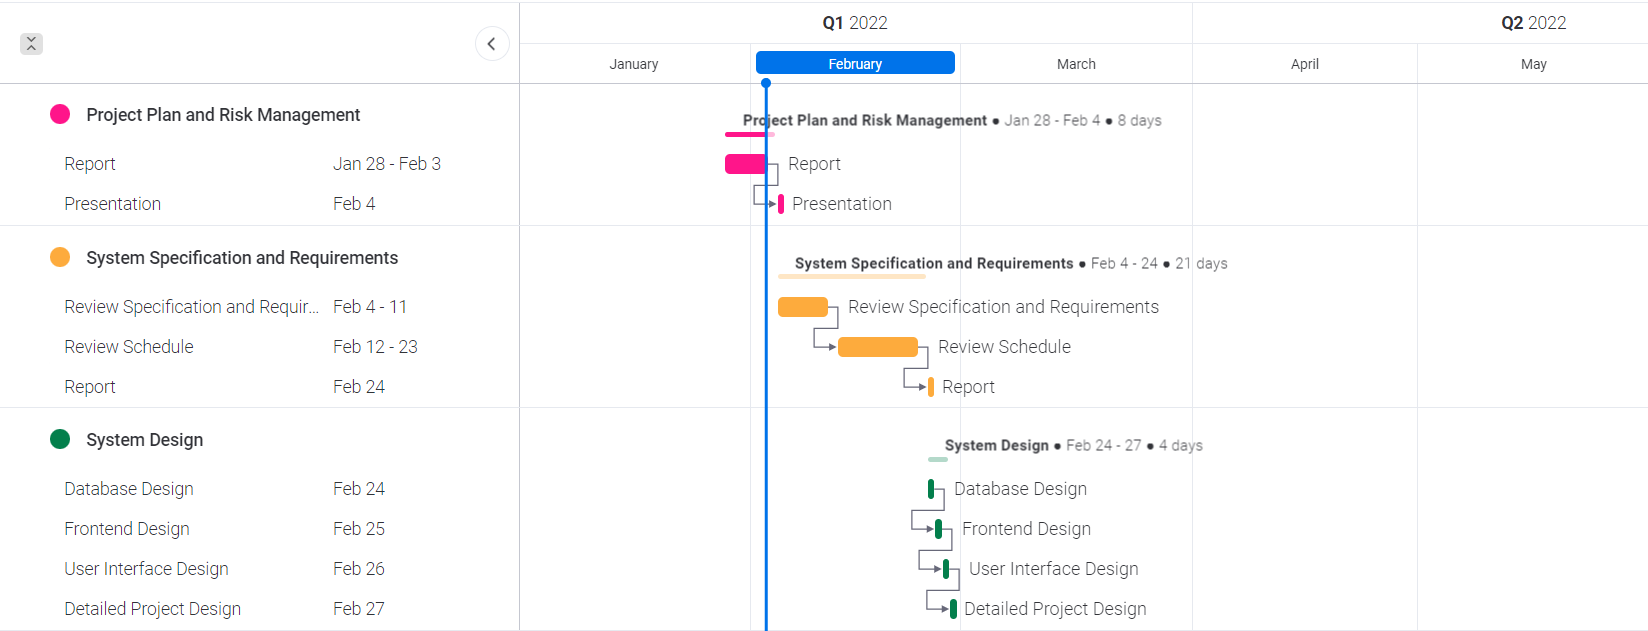 Q1 2022
Q2 2022
January
February
March
April
May
Project Plan and Risk Management
Project Plan and Risk Management ● Jan 28 - Feb 4 ● 8 days
Report
Jan 28 - Feb 3
Report
Presentation
Feb 4
Presentation
System Specification and Requirements
System Specification and Requirements ● Feb 4 - 24 ● 21 days
Review Specification and Requir...
Feb 4 - 11
Review Specification and Requirements
Review Schedule
Feb 12 - 23
Review Schedule
Report
Feb 24
Report
System Design
System Design ● Feb 24 - 27 ● 4 days
Database Design
Feb 24
Database Design
Frontend Design
Feb 25
Frontend Design
User Interface Design
Feb 26
User Interface Design
Detailed Project Design
Feb 27
Detailed Project Design